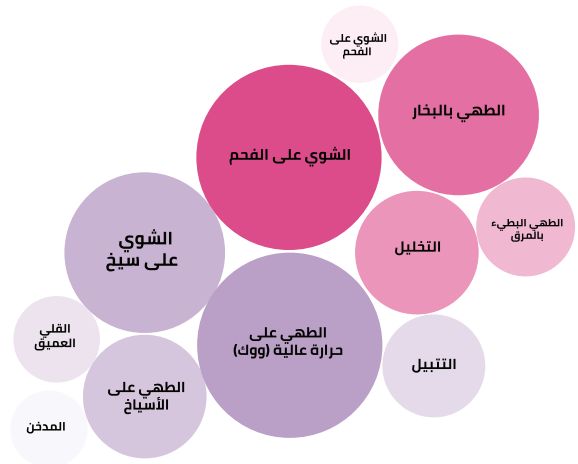 الشوي على
الفحم
الطهي بالبخار
الشوي على الفحم
الطهي البطيء
بالمرق
التخليل
الشوي
على سيخ
الطهي على
حرارة عالية (ووك)
القلي
العميق
التتبيل
الطهي على
الأسياخ
المدخن